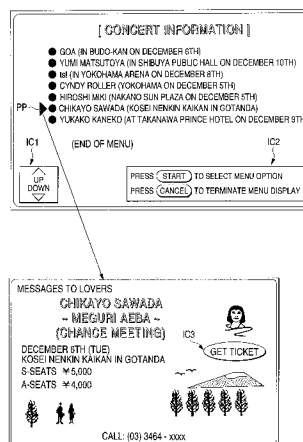 [ CONCERT INFORMATION ]
● GOA (IN BUDO-KAN ON DECEMBER 6TH)
● YUMI MATSUTOYA (IN SHIBUYA PUBLIC HALL ON DECEMBER 10TH)
● tst (IN YOKOHAMA ARENA ON DECEMBER 8TH)
● CYNDY ROLLER (YOKOHAMA ON DECEMBER 5TH)
● HIROSHI MIKI (NAKANO SUN PLAZA ON DECEMBER 5TH)
PP
● CHIKAYO SAWADA (KOSEI NENKIN KAIKAN IN GOTANDA)
● YUKAKO KANEKO (AT TAKANAWA PRINCE HOTEL ON DECEMBER 9TH
IC1
(END OF MENU)
IC2
UP
DOWN
PRESS START TO SELECT MENU OPTION
PRESS CANCEL TO TERMINATE MENU DISPLAY
MESSAGES TO LOVERS
CHIKAYO SAWADA
~ MEGURI AEBA ~
(CHANCE MEETING)
IC3
GET TICKET
DECEMBER 6TH (TUE)
KOSEI NENKIN KAIKAN IN GOTANDA
S-SEATS ¥5,000
A-SEATS ¥4,000
CALL: (03) 3464 - xxxx